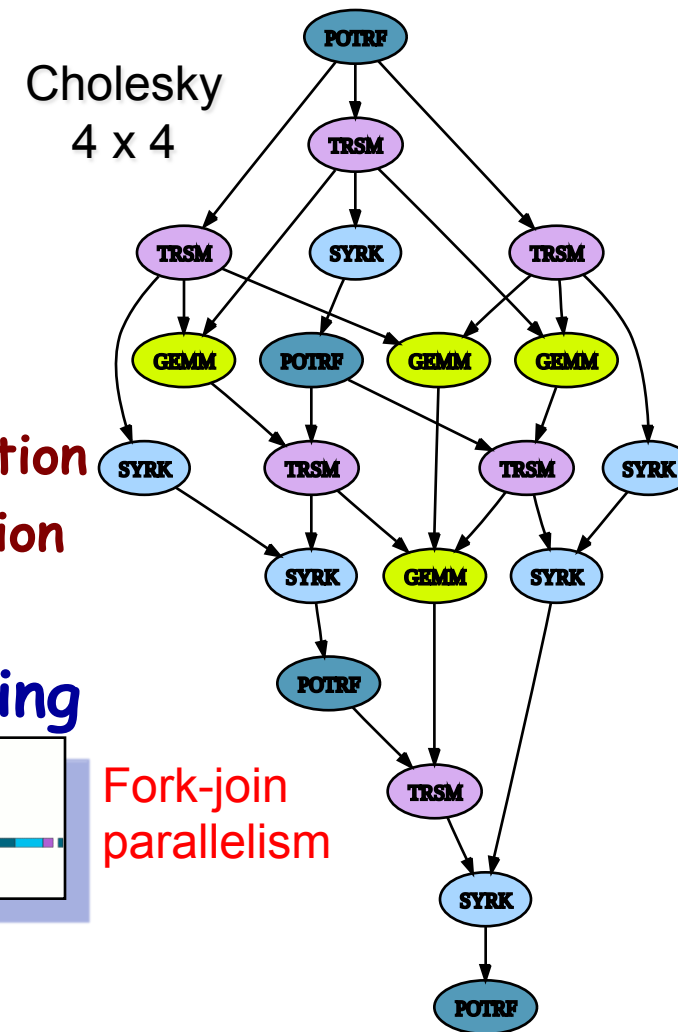 POTRF
Cholesky
4 x 4
TRSM
TRSM
SYRK
TRSM
GEMM
POTRF
GEMM
GEMM
tion
SYRK
TRSM
TRSM
SYRK
ion
SYRK
GEMM
SYRK
POTRF
ing
Fork-join
parallelism
TRSM
SYRK
POTRF